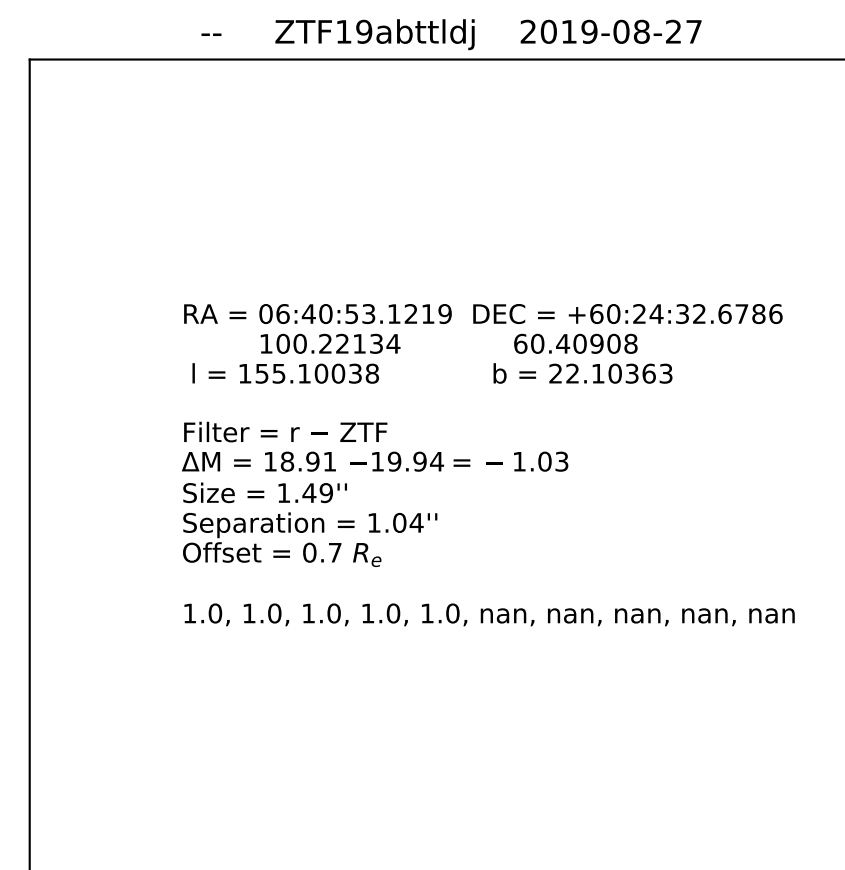 --   ZTF19abttldj   2019-08-27
RA = 06:40:53.1219 DEC = +60:24:32.6786
100.22134   60.40908
l = 155.10038   b = 22.10363
Filter = r − ZTF
ΔM = 18.91 −19.94 = − 1.03
Size = 1.49''
Separation = 1.04''
Offset = 0.7 Rₑ
1.0, 1.0, 1.0, 1.0, 1.0, nan, nan, nan, nan, nan